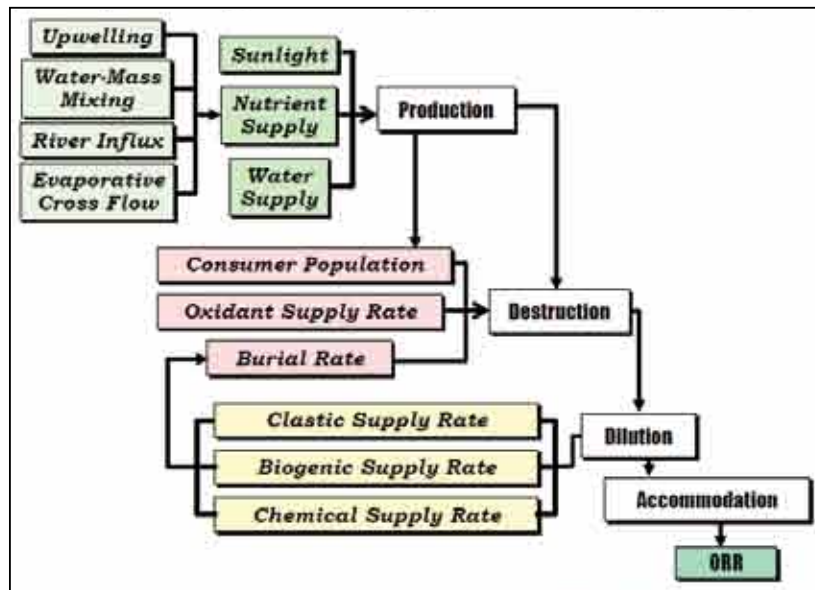 Upwelling
Water-Mass
Mixing
River Influx
Evaporative
Cross Flow
Sunlight
Nutrient
Supply
Water
Supply
Production
Consumer Population
Oxidant Supply Rate
Burial Rate
Destruction
Clastic Supply Rate
Biogenic Supply Rate
Chemical Supply Rate
Dilution
Accommodation
ORR